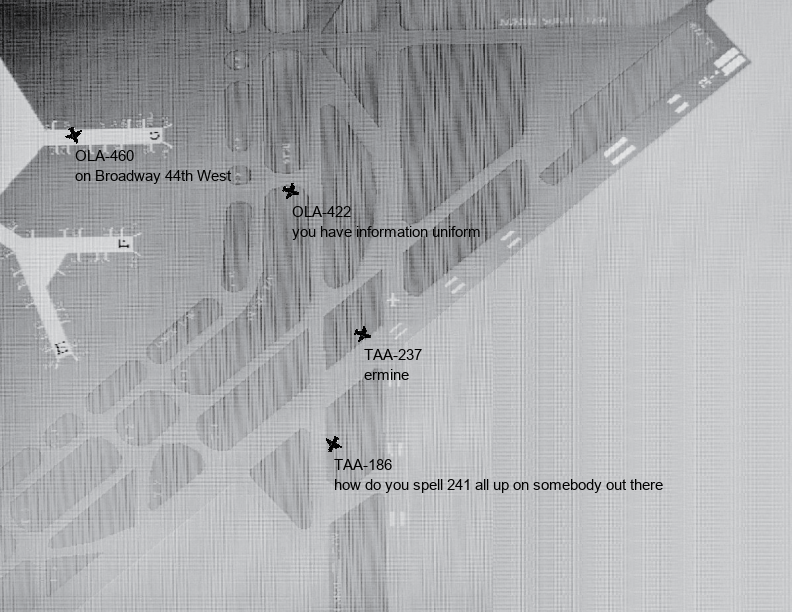 OLA-460
on Broadway 44th West
OLA-422
you have information uniform
TAA-237
ermine
TAA-186
how do you spell 241 all up on somebody out there